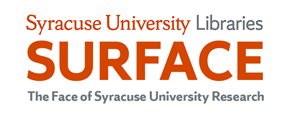 Syracuse University Libraries
SURFACE
The Face of Syracuse University Research